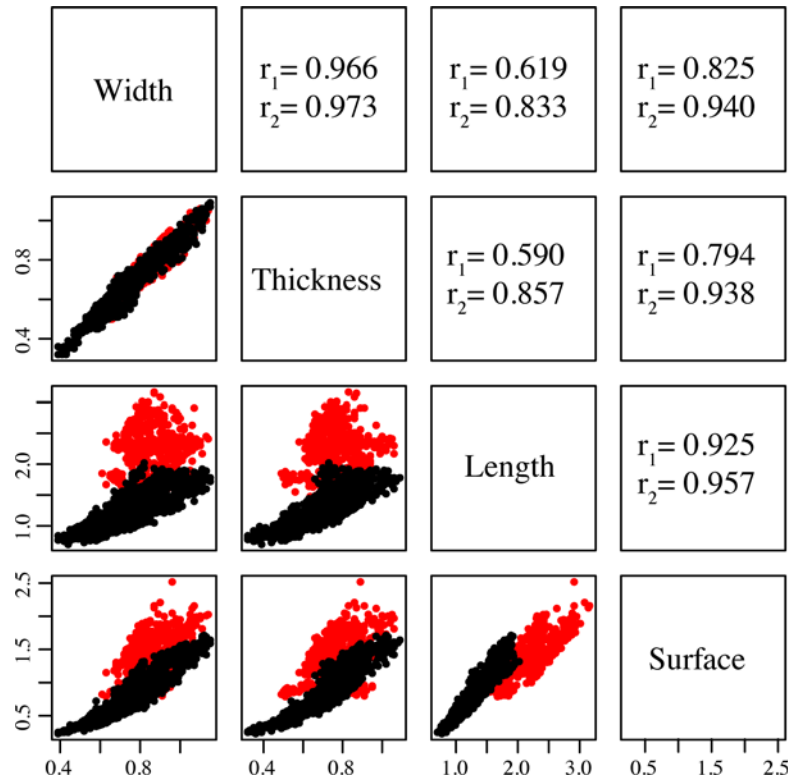 Width
r₁= 0.966
r₂= 0.973
r₁= 0.619
r₂= 0.833
r₁= 0.825
r₂= 0.940
0.4 0.8
Thickness
r₁= 0.590
r₂= 0.857
r₁= 0.794
r₂= 0.938
1.0 2.0
Length
r₁= 0.925
r₂= 0.957
0.5 1.5 2.5
Surface
0.4 0.8
0.4 0.8
1.0 2.0 3.0
0.5 1.5 2.5